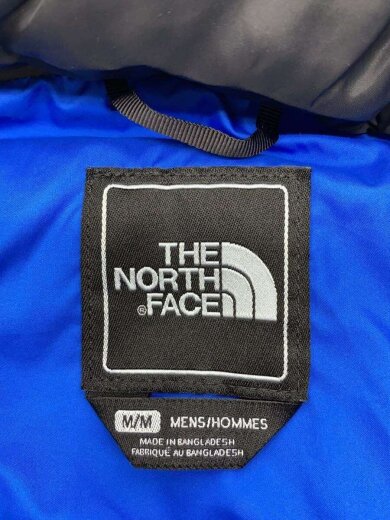 THE
NORTH
®FACE
M/M MENS/HOMMES
MADE IN BANGLADESH
FABRIQUÉ AU BANGLADESH